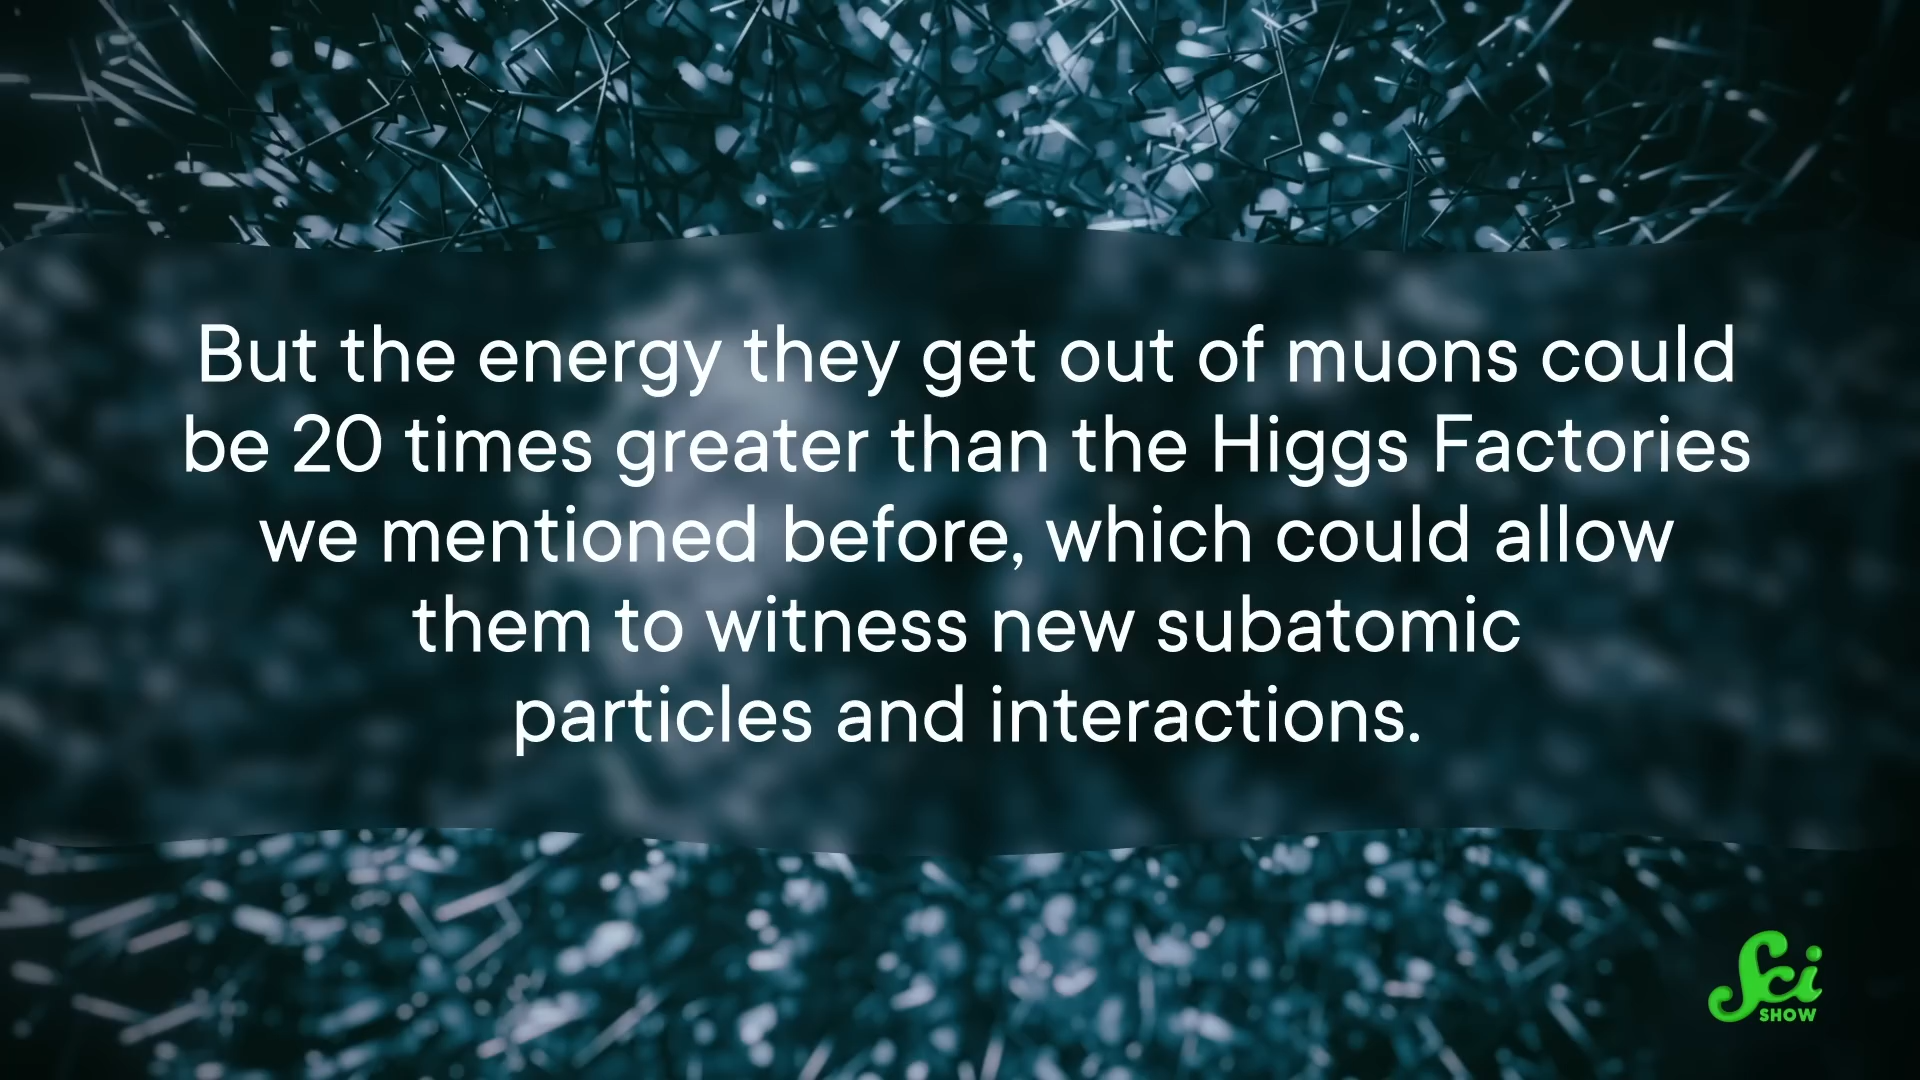 But the energy they get out of muons could
be 20 times greater than the Higgs Factories
we mentioned before, which could allow
them to witness new subatomic
particles and interactions.
Sci
SHOW